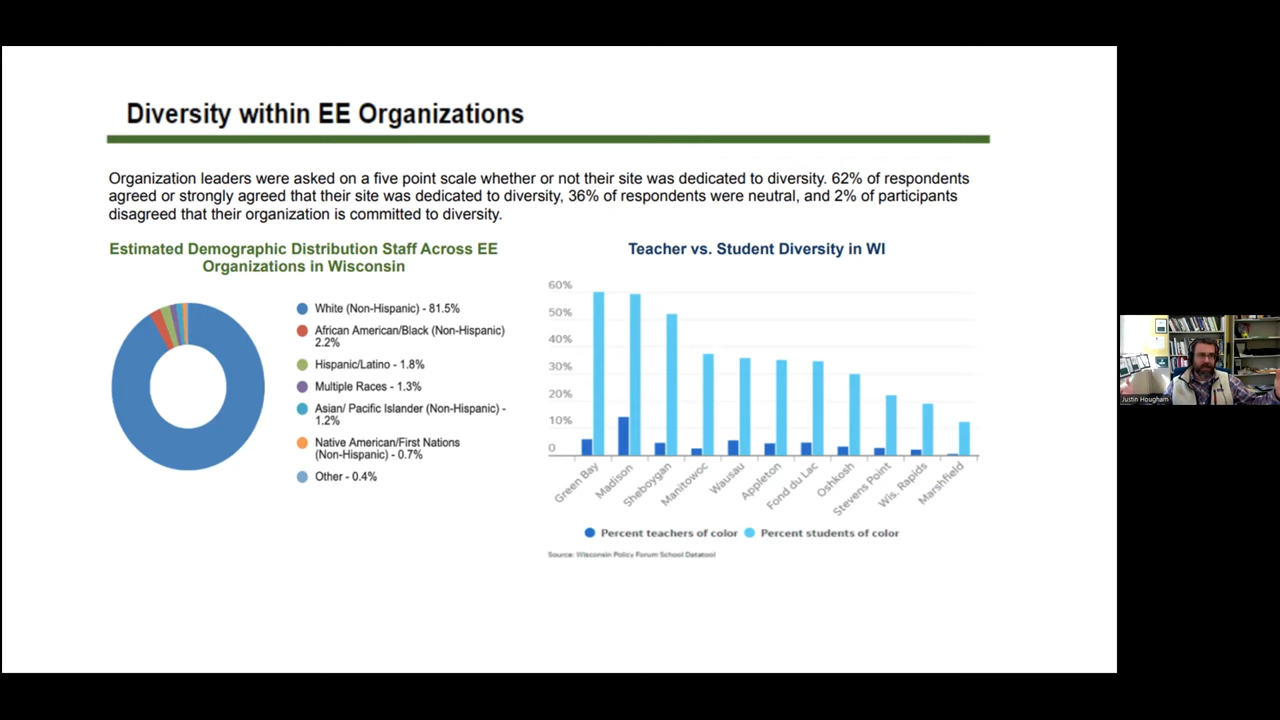 Diversity within EE Organizations
Organization leaders were asked on a five point scale whether or not their site was dedicated to diversity. 62% of respondents
agreed or strongly agreed that their site was dedicated to diversity, 36% of respondents were neutral, and 2% of participants
disagreed that their organization is committed to diversity.
Estimated Demographic Distribution Staff Across EE
Organizations in Wisconsin
White (Non-Hispanic) - 81.5%
African American/Black (Non-Hispanic)
2.2%
Hispanic/Latino - 1.8%
Multiple Races - 1.3%
Asian/ Pacific Islander (Non-Hispanic) -
1.2%
Native American/First Nations
(Non-Hispanic) - 0.7%
Other - 0.4%
Teacher vs. Student Diversity in WI
60%
50%
40%
30%
20%
10%
0
Green Bay
Madison
Sheboygan
Manitowoc
Wausau
Appleton
Fond du Lac
Oshkosh
Stevens Point
Wis. Rapids
Marshfield
Percent teachers of color
Percent students of color
Source: Wisconsin Policy Forum School Datatool
Justin Hougham